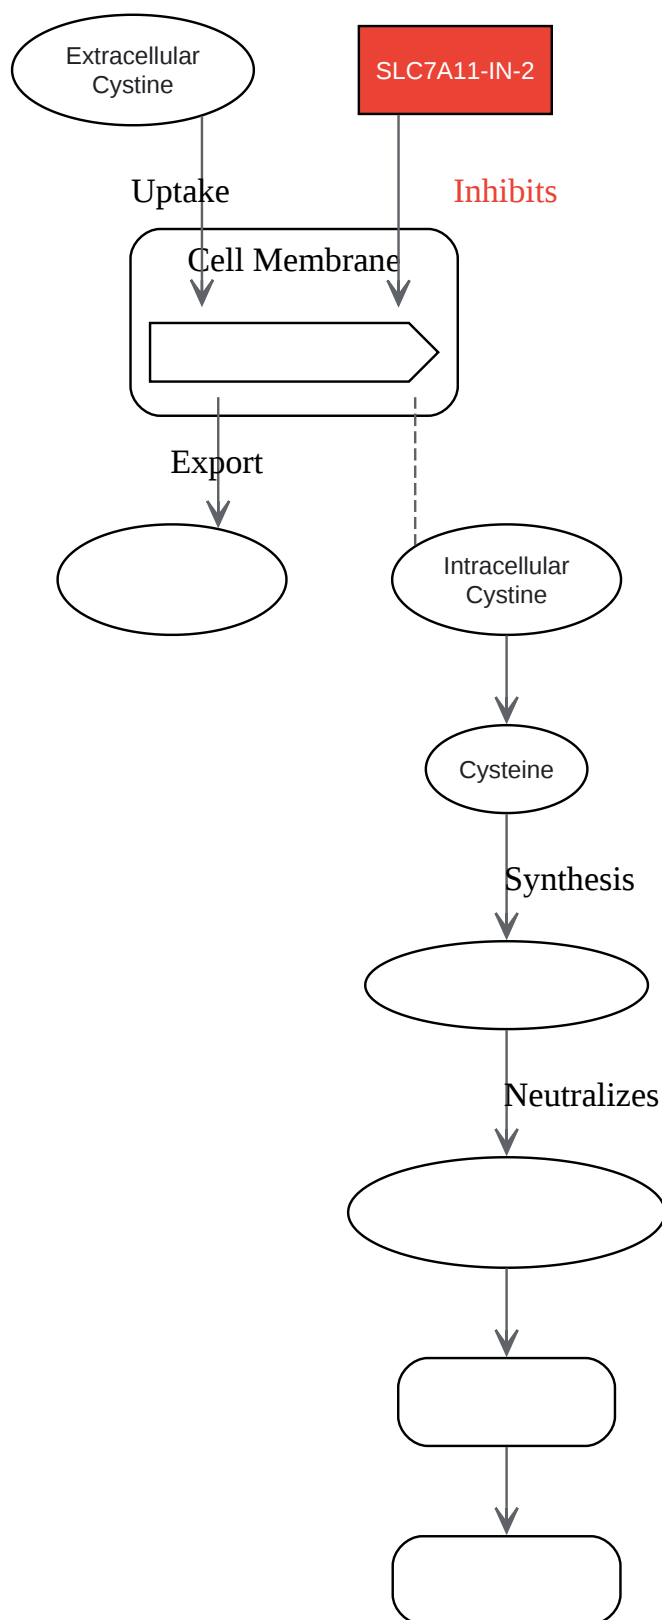 Extracellular
Cystine
SLC7A11-IN-2
Uptake
Inhibits
Cell Membrane
Export
Intracellular
Cystine
Cysteine
Synthesis
Neutralizes